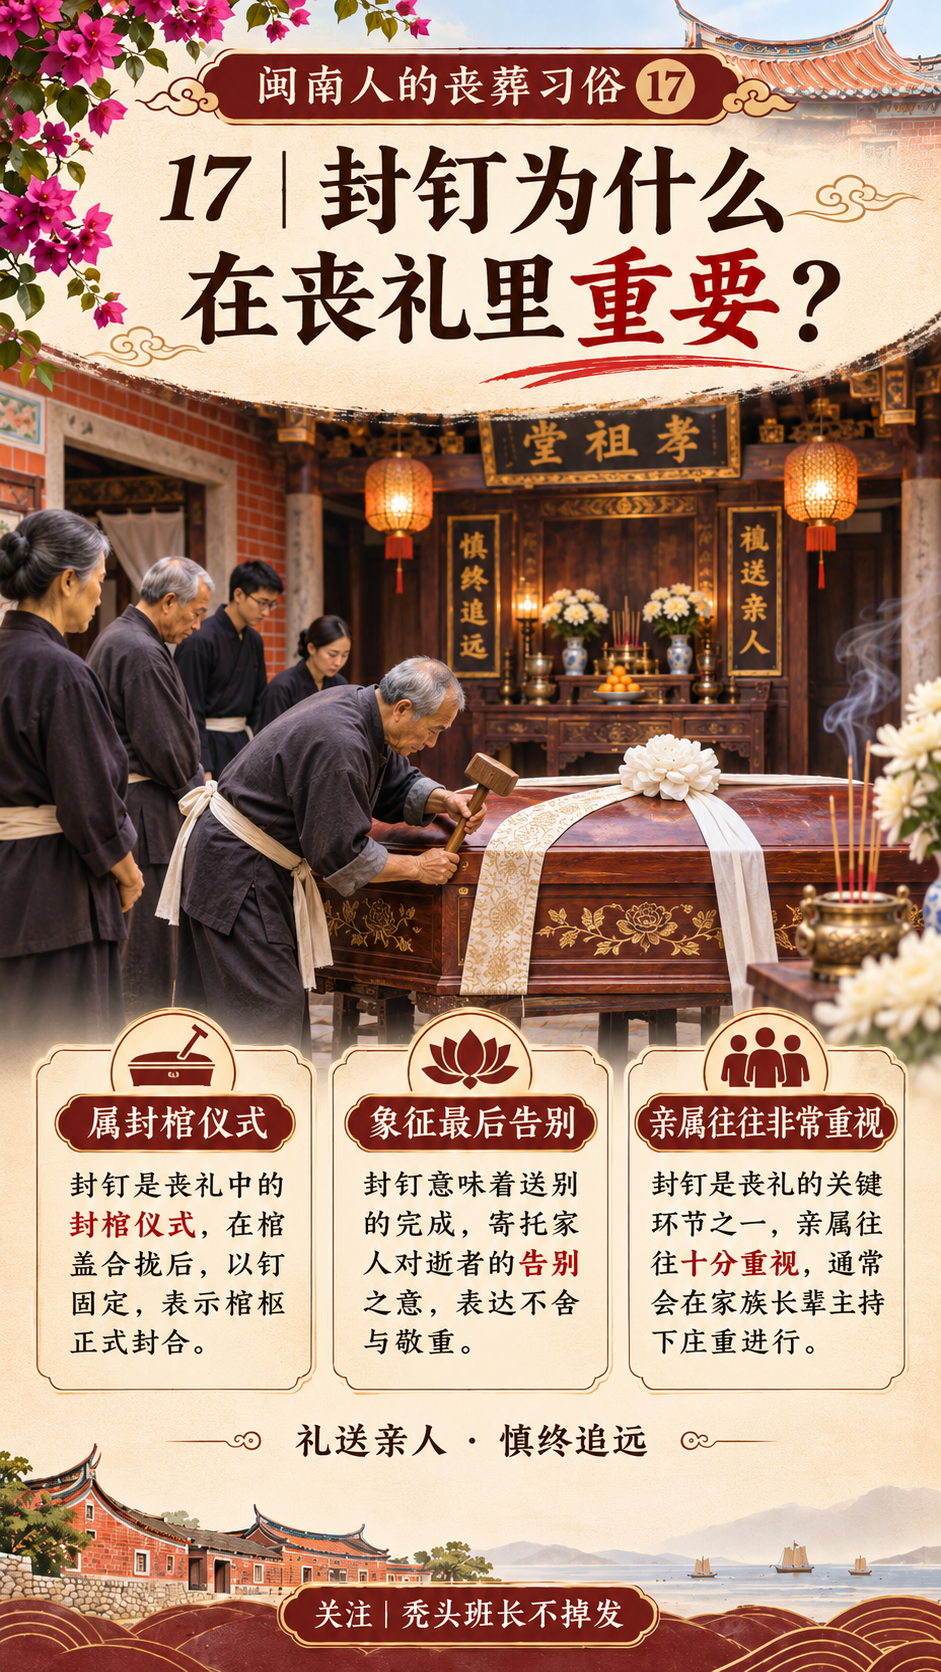 闽南人的丧葬习俗 17
17｜封钉为什么
在丧礼里重要？
堂祖孝
慎终追远
送亲人
属封棺仪式
封钉是丧礼中的
封棺仪式，在棺
盖合拢后，以钉
固定，表示棺柩
正式封合。
象征最后告别
封钉意味着送别
的完成，寄托家
人对逝者的告别
之意，表达不舍
与敬重。
亲属往往非常重视
封钉是丧礼的关键
环节之一，亲属往
往十分重视，通常
会在家族长辈主持
下庄重进行。
礼送亲人 · 慎终追远
关注｜秃头班长不掉发